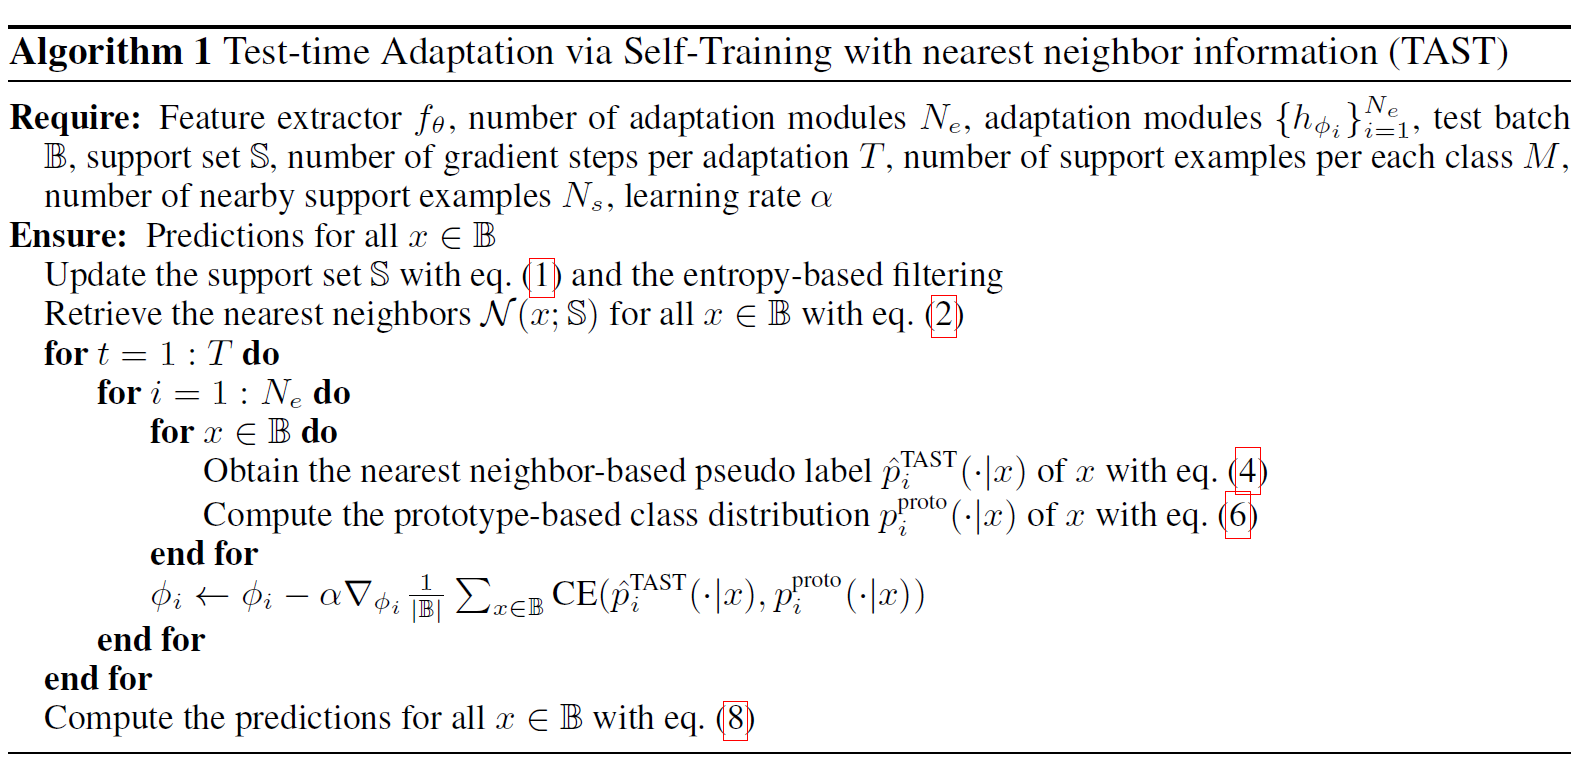 Algorithm 1 Test-time Adaptation via Self-Training with nearest neighbor information (TAST)
Require: Feature extractor $f_\theta$, number of adaptation modules $N_e$, adaptation modules $\{h_{\phi_i}\}_{i=1}^{N_e}$, test batch
$\mathbb{B}$, support set $\mathbb{S}$, number of gradient steps per adaptation $T$, number of support examples per each class $M$,
number of nearby support examples $N_s$, learning rate $\alpha$
Ensure: Predictions for all $x \in \mathbb{B}$
Update the support set $\mathbb{S}$ with eq. (1) and the entropy-based filtering
Retrieve the nearest neighbors $\mathcal{N}(x; \mathbb{S})$ for all $x \in \mathbb{B}$ with eq. (2)
for $t = 1 : T$ do
for $i = 1 : N_e$ do
for $x \in \mathbb{B}$ do
Obtain the nearest neighbor-based pseudo label $\hat{p}_i^{\text{TAST}}(\cdot|x)$ of $x$ with eq. (4)
Compute the prototype-based class distribution $p_i^{\text{proto}}(\cdot|x)$ of $x$ with eq. (6)
end for
$\phi_i \leftarrow \phi_i - \alpha \nabla_{\phi_i} \frac{1}{|\mathbb{B}|} \sum_{x \in \mathbb{B}} \text{CE}(\hat{p}_i^{\text{TAST}}(\cdot|x), p_i^{\text{proto}}(\cdot|x))$
end for
end for
Compute the predictions for all $x \in \mathbb{B}$ with eq. (8)